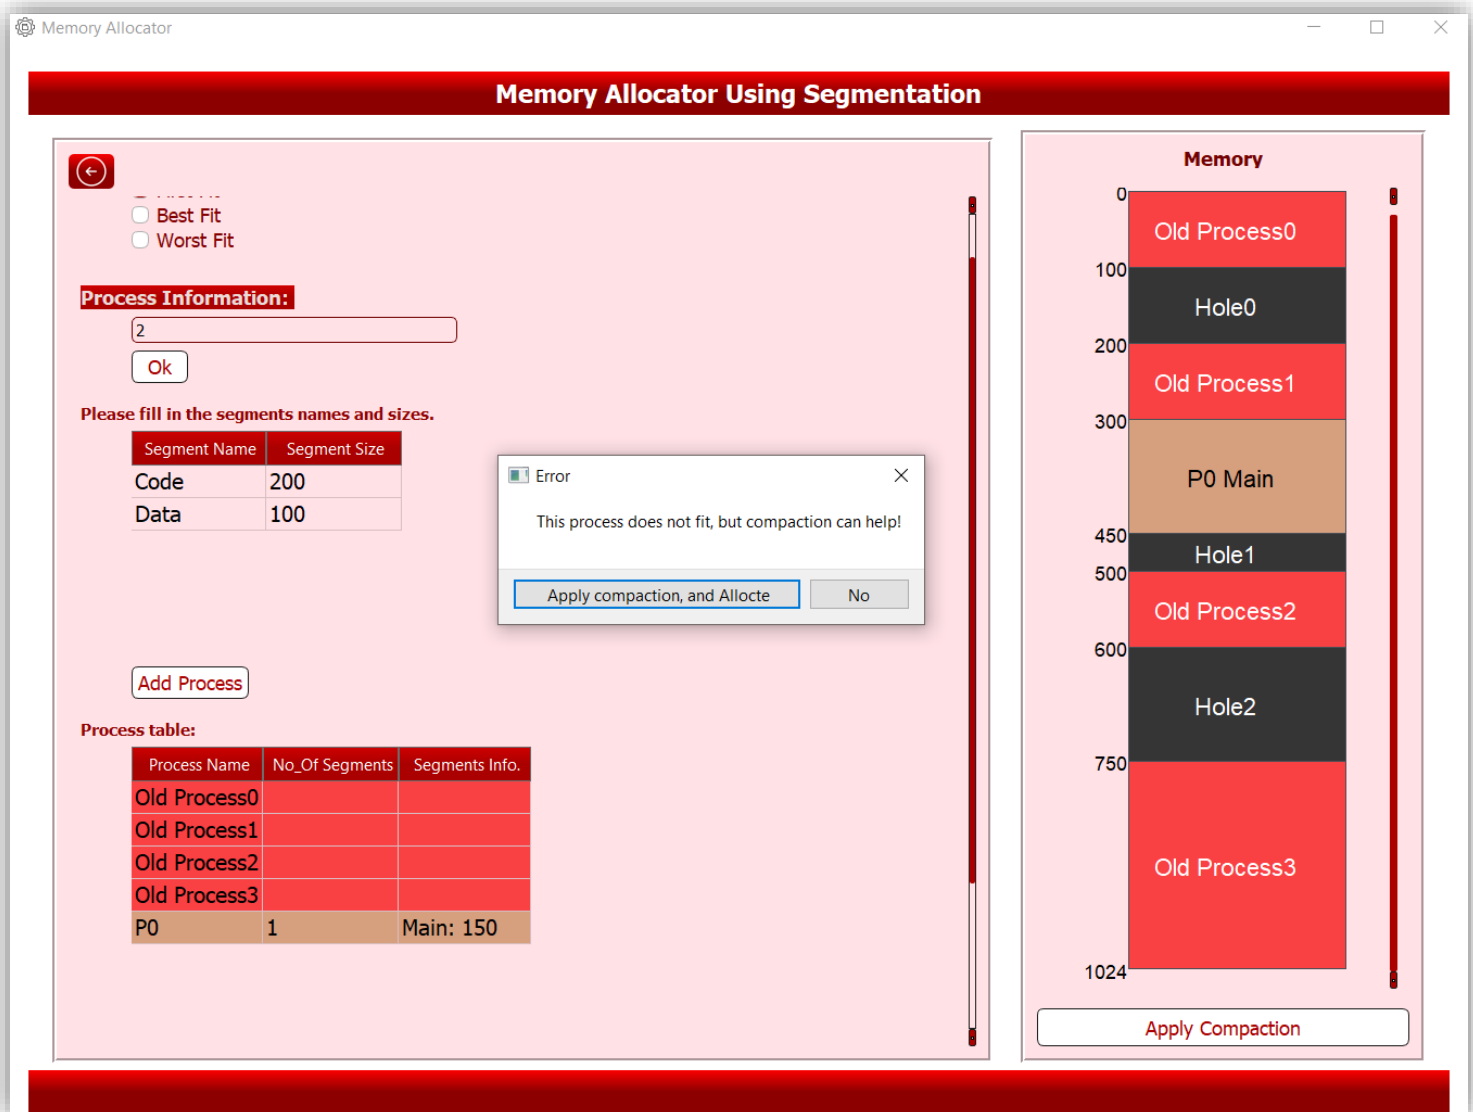 Memory Allocator
Memory Allocator Using Segmentation
Best Fit
Worst Fit
Process Information:
2
Ok
Please fill in the segments names and sizes.
Segment Name Segment Size
Code 200
Data 100
Add Process
Process table:
Process Name No_Of Segments Segments Info.
Old Process0
Old Process1
Old Process2
Old Process3
P0 1 Main: 150
Error
This process does not fit, but compaction can help!
Apply compaction, and Allocte No
Memory
0
Old Process0
100
Hole0
200
Old Process1
300
P0 Main
450
Hole1
500
Old Process2
600
Hole2
750
Old Process3
1024
Apply Compaction